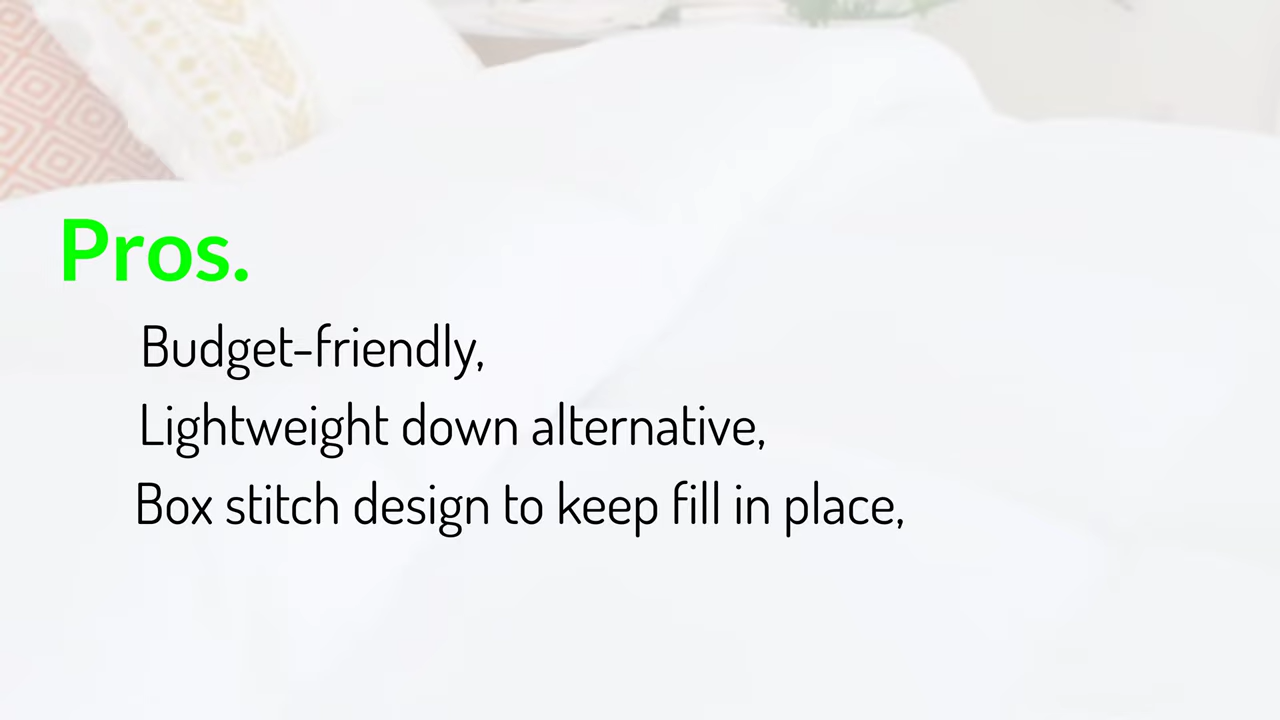 Pros.
Budget-friendly,
Lightweight down alternative,
Box stitch design to keep fill in place,